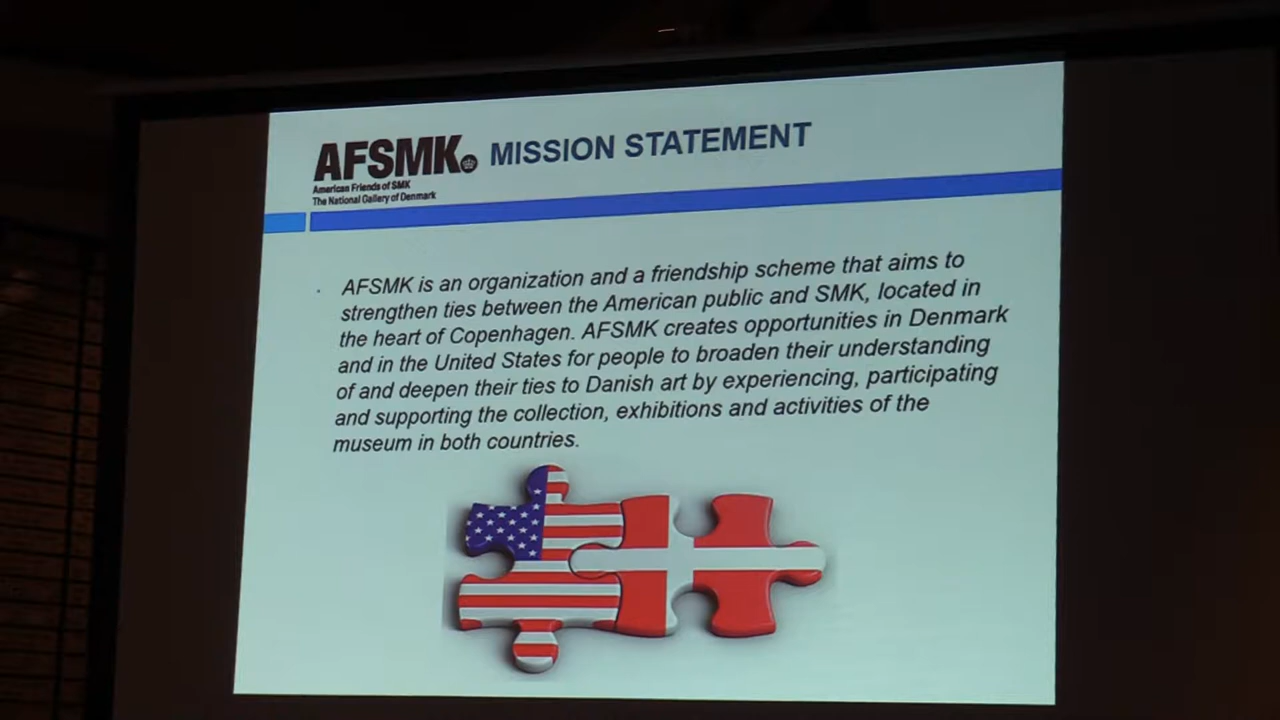 AFSMK. MISSION STATEMENT
American Friends of SMK
The National Gallery of Denmark
· AFSMK is an organization and a friendship scheme that aims to
strengthen ties between the American public and SMK, located in
the heart of Copenhagen. AFSMK creates opportunities in Denmark
and in the United States for people to broaden their understanding
of and deepen their ties to Danish art by experiencing, participating
and supporting the collection, exhibitions and activities of the
museum in both countries.